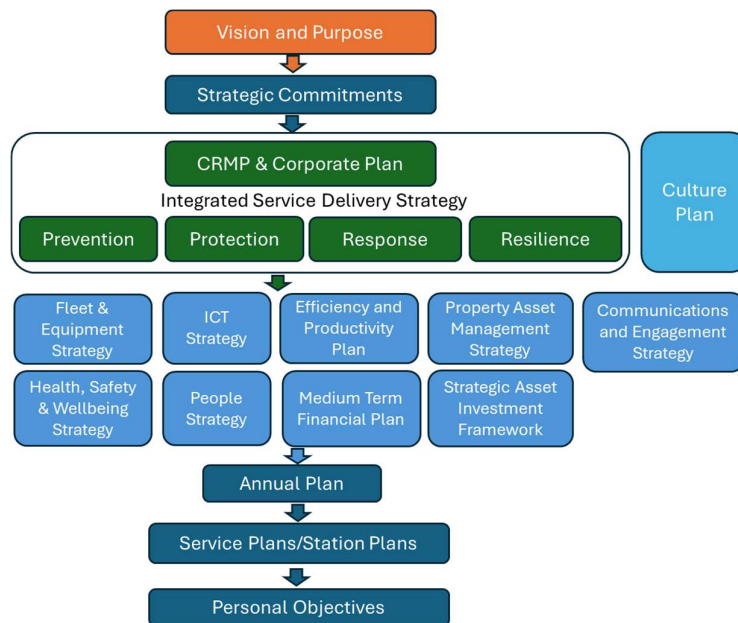 Vision and Purpose
Strategic Commitments
CRMP & Corporate Plan
Integrated Service Delivery Strategy
Prevention
Protection
Response
Resilience
Culture
Plan
Fleet &
Equipment
Strategy
ICT
Strategy
Efficiency and
Productivity
Plan
Property Asset
Management
Strategy
Communications
and Engagement
Strategy
Health, Safety
& Wellbeing
Strategy
People
Strategy
Medium Term
Financial Plan
Strategic Asset
Investment
Framework
Annual Plan
Service Plans/Station Plans
Personal Objectives